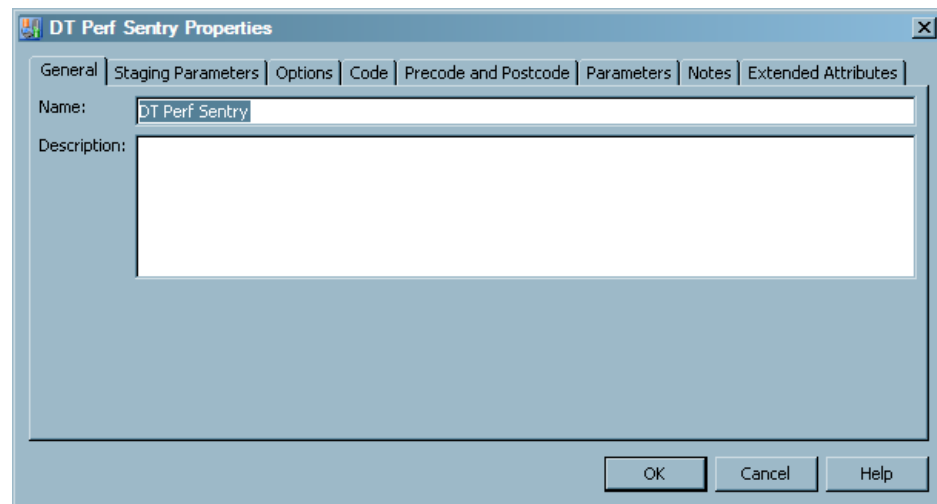 DT Perf Sentry Properties
General Staging Parameters Options Code Precode and Postcode Parameters Notes Extended Attributes
Name: DT Perf Sentry
Description:
OK Cancel Help